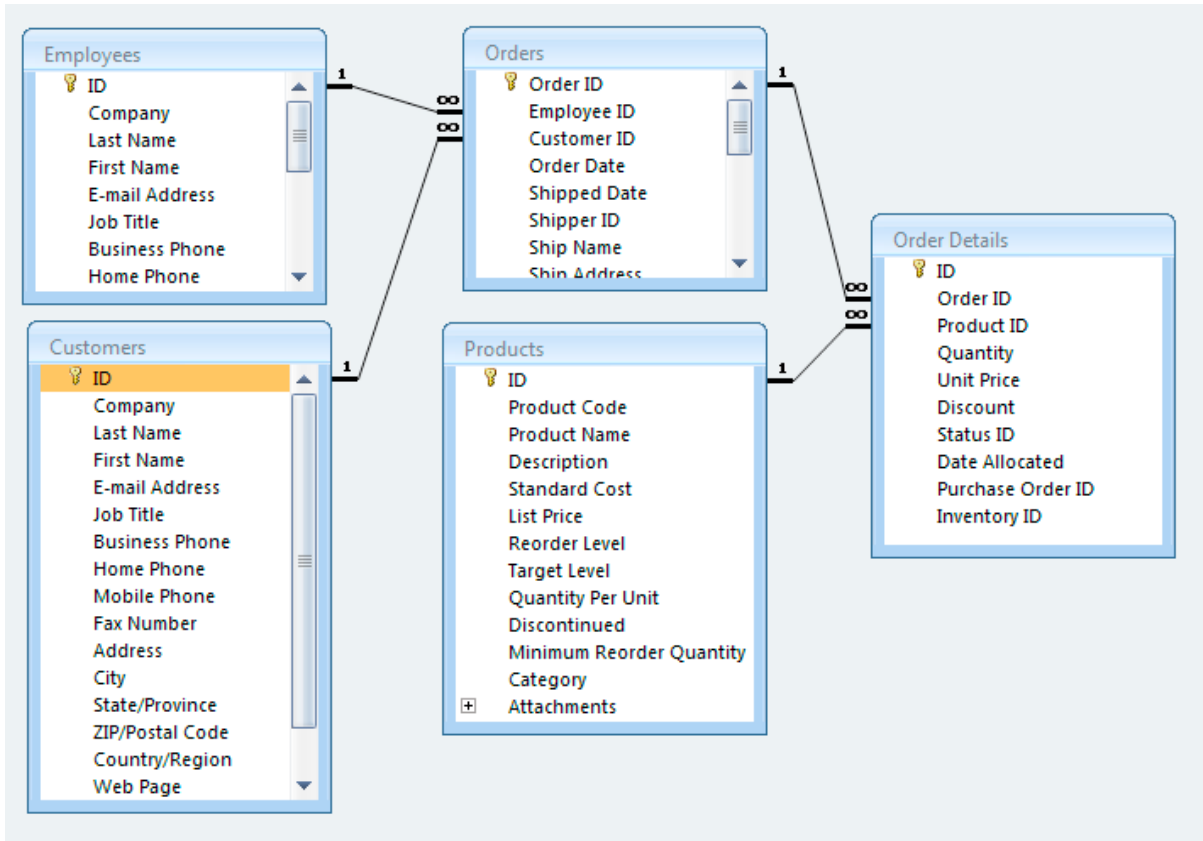 Employees
ID
Company
Last Name
First Name
E-mail Address
Job Title
Business Phone
Home Phone
1
∞
∞
Orders
Order ID
Employee ID
Customer ID
Order Date
Shipped Date
Shipper ID
Ship Name
Ship Address
1
∞
∞
Order Details
ID
Order ID
Product ID
Quantity
Unit Price
Discount
Status ID
Date Allocated
Purchase Order ID
Inventory ID
Customers
ID
Company
Last Name
First Name
E-mail Address
Job Title
Business Phone
Home Phone
Mobile Phone
Fax Number
Address
City
State/Province
ZIP/Postal Code
Country/Region
Web Page
1
Products
ID
Product Code
Product Name
Description
Standard Cost
List Price
Reorder Level
Target Level
Quantity Per Unit
Discontinued
Minimum Reorder Quantity
Category
Attachments
1